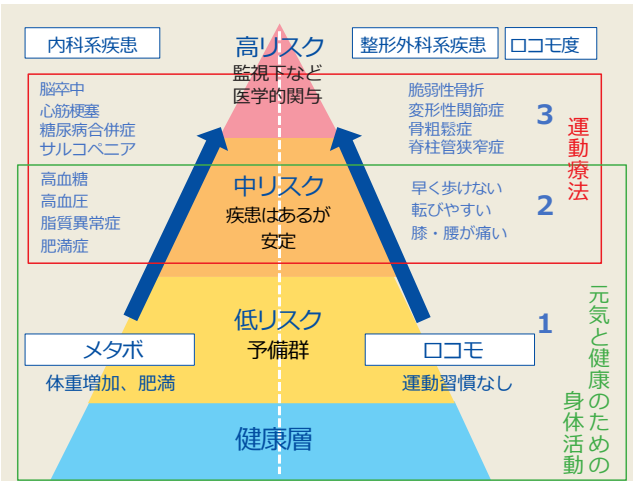 内科系疾患
高リスク
監視下など
医学的関与
整形外科系疾患
ロコモ度
脳卒中
心筋梗塞
糖尿病合併症
サルコペニア
脆弱性骨折
変形性関節症
骨粗鬆症
脊柱管狭窄症
3
運動療法
高血糖
高血圧
脂質異常症
肥満症
中リスク
疾患はあるが
安定
早く歩けない
転びやすい
膝・腰が痛い
2
低リスク
予備群
1
メタボ
体重増加、肥満
ロコモ
運動習慣なし
元気と健康のための
身体活動
健康層